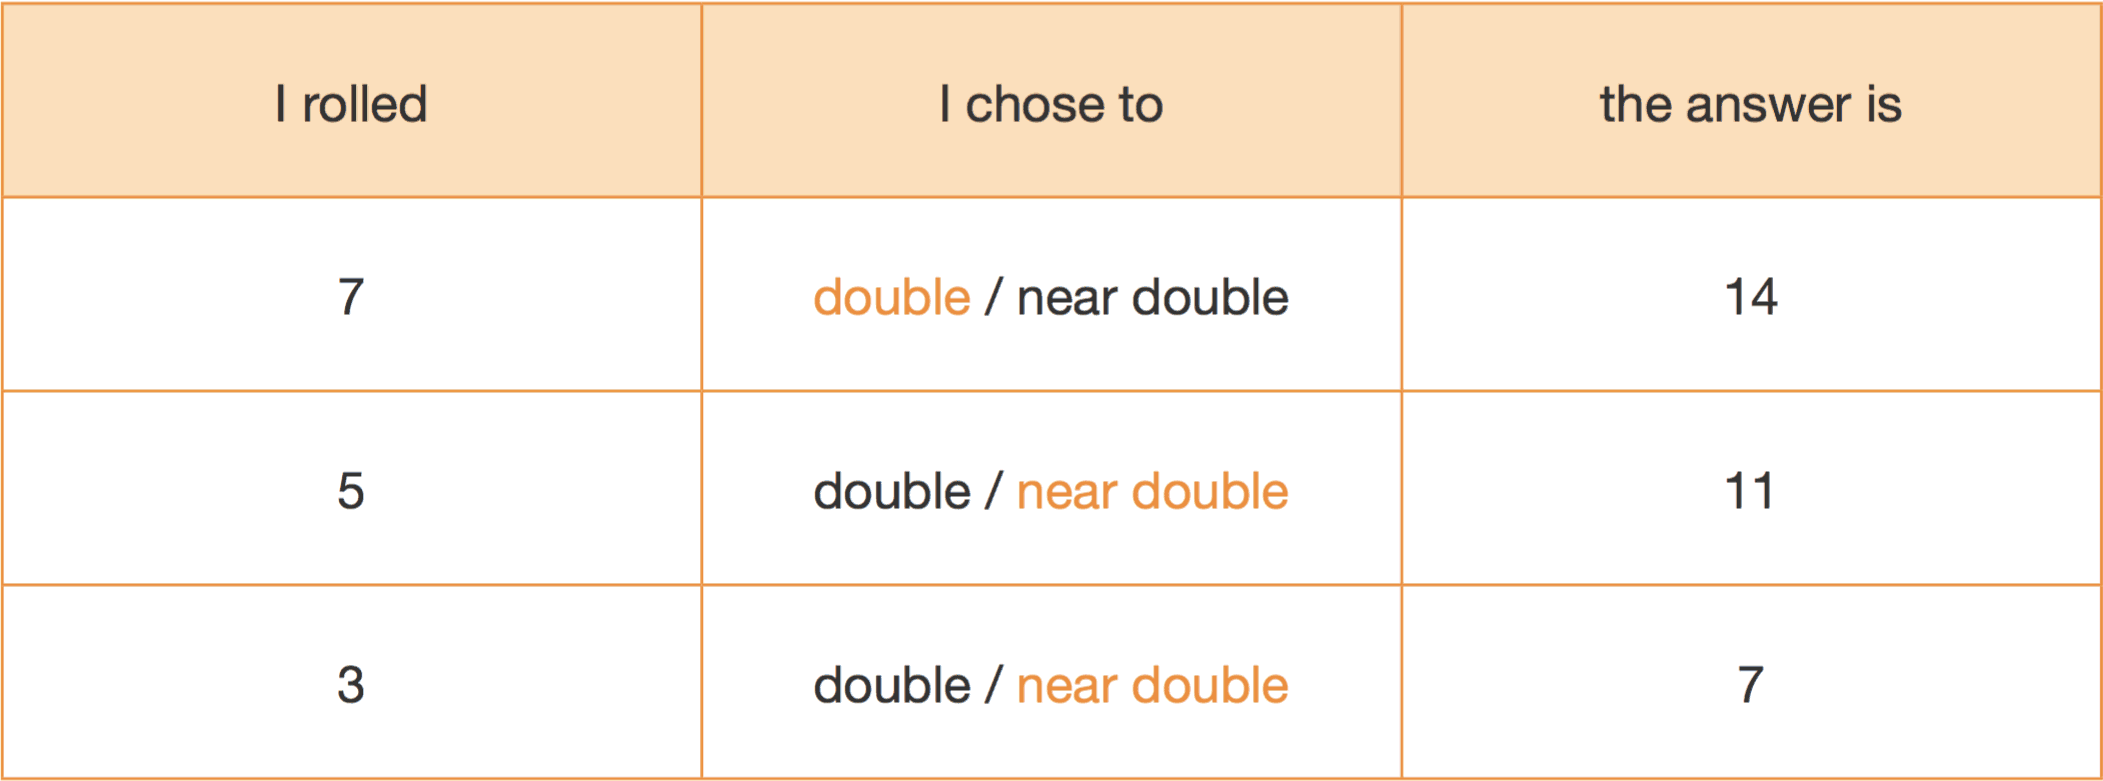 I rolled I chose to the answer is
7 double / near double 14
5 double / near double 11
3 double / near double 7